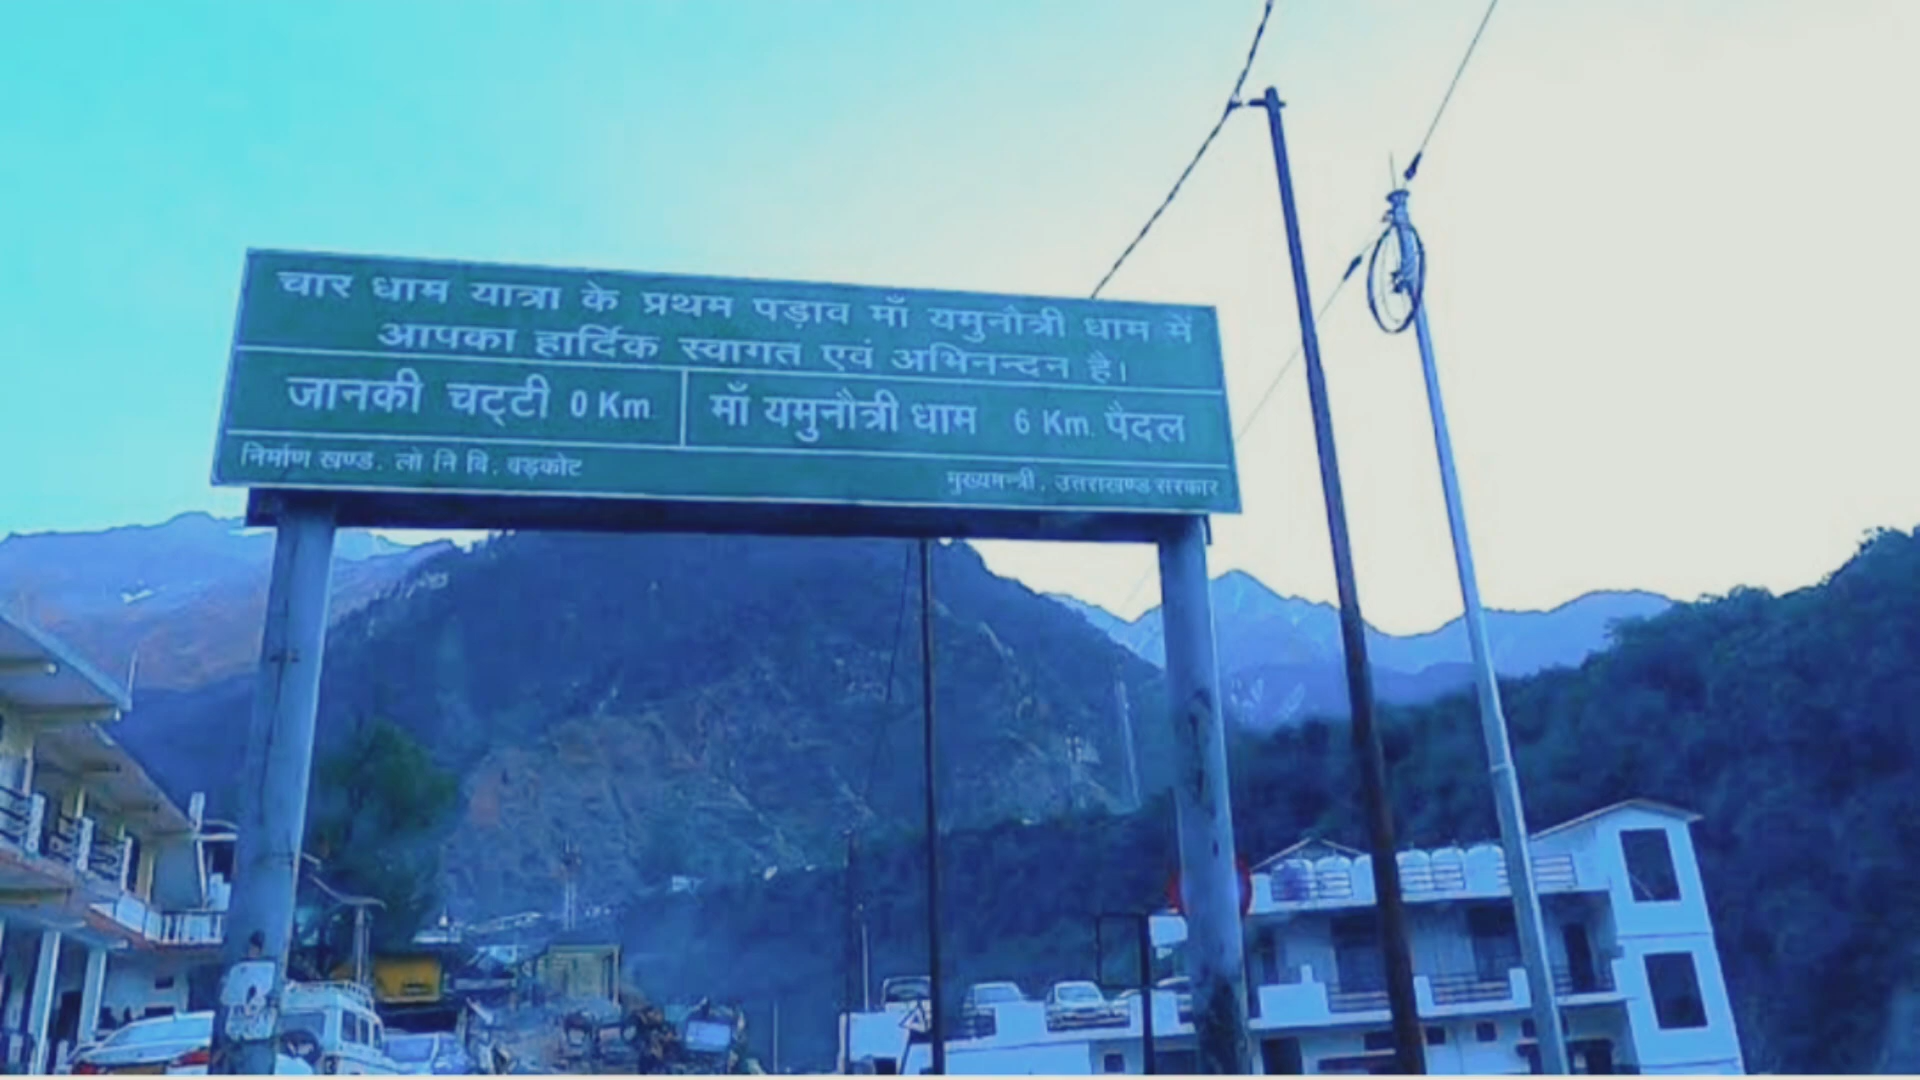 चार धाम यात्रा के प्रथम पड़ाव माँ यमुनौत्री धाम में
आपका हार्दिक स्वागत एवं अभिनन्दन है।
जानकी चट्टी 0 Km.
माँ यमुनौत्री धाम 6 Km. पैदल
निर्माण खण्ड, लो नि वि, बड़कोट
मुख्यमन्त्री, उत्तराखण्ड सरकार